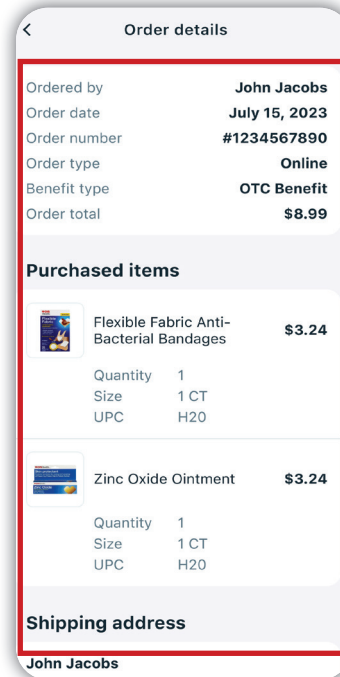 Order details
Ordered by John Jacobs
Order date July 15, 2023
Order number #1234567890
Order type Online
Benefit type OTC Benefit
Order total $8.99
Purchased items
Flexible Fabric Anti-
Bacterial Bandages $3.24
Quantity 1
Size 1 CT
UPC H20
Zinc Oxide Ointment $3.24
Quantity 1
Size 1 CT
UPC H20
Shipping address
John Jacobs